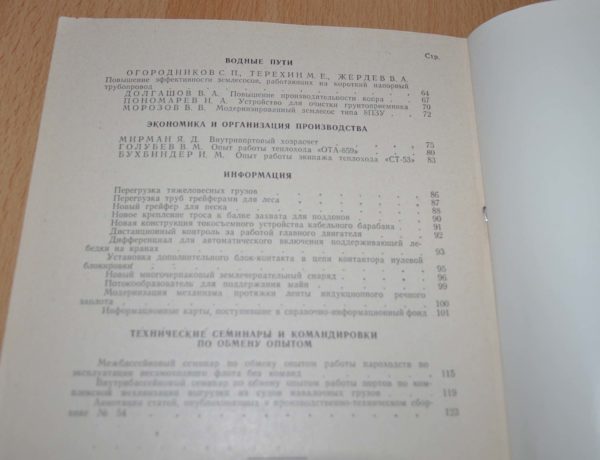 Стр.
ВОДНЫЕ ПУТИ
ОГОРОДНИКОВ С. П., ТЕРЕХИН М. Е., ЖЕРДЕВ В. А.
Повышение эффективности землесосов, работающих на короткий напорный
трубопровод . . . . . . . . . . 64
ДОЛГАШОВ В. А. Повышение производительности копра . . 67
ПОНОМАРЕВ И. А. Устройство для очистки грунтоприемника 70
МОРОЗОВ В. В. Модернизированный землесос типа 8ПЗУ . . 72
ЭКОНОМИКА И ОРГАНИЗАЦИЯ ПРОИЗВОДСТВА
МИРМАН Я. Д. Внутрипортовый хозрасчет . . . . 75
ГОЛУБЕВ В. М. Опыт работы теплохода «ОТА-859» . . 80
БУХБИНДЕР И. М. Опыт работы экипажа теплохода «СТ-53» 83
ИНФОРМАЦИЯ
Перегрузка тяжеловесных грузов . . . . . . 86
Перегрузка труб грейферами для леса . . . . . 87
Новый грейфер для песка . . . . . . . 88
Новое крепление троса к балке захвата для поддонов . . 90
Новая конструкция токосъемного устройства кабельного барабана . 91
Дистанционный контроль за работой главного двигателя . . 92
Дифференциал для автоматического включения поддерживающей ле-
бедки на кранах . . . . . . . . . 93
Установка дополнительного блок-контакта в цепи контактора нулевой
блокировки . . . . . . . . . . 95
Новый многочерпаковый землечерпательный снаряд . . . 96
Потокообразователь для поддержания майн . . . . 99
Модернизация механизма протяжки ленты индукционного речного
эхолота . . . . . . . . . . 100
Информационные карты, поступившие в справочно-информационный фонд 101
ТЕХНИЧЕСКИЕ СЕМИНАРЫ И КОМАНДИРОВКИ
ПО ОБМЕНУ ОПЫТОМ
Межбассейновый семинар по обмену опытом работы пароходств по
эксплуатации несамоходного флота без команд . . . . 115
Внутрибассейновый семинар по обмену опытом работы портов по ком-
плексной механизации выгрузки из судов навалочных грузов . . 119
Аннотации статей, опубликованных в производственно-техническом сбор-
нике № 54 . . . . . . . . . . 123